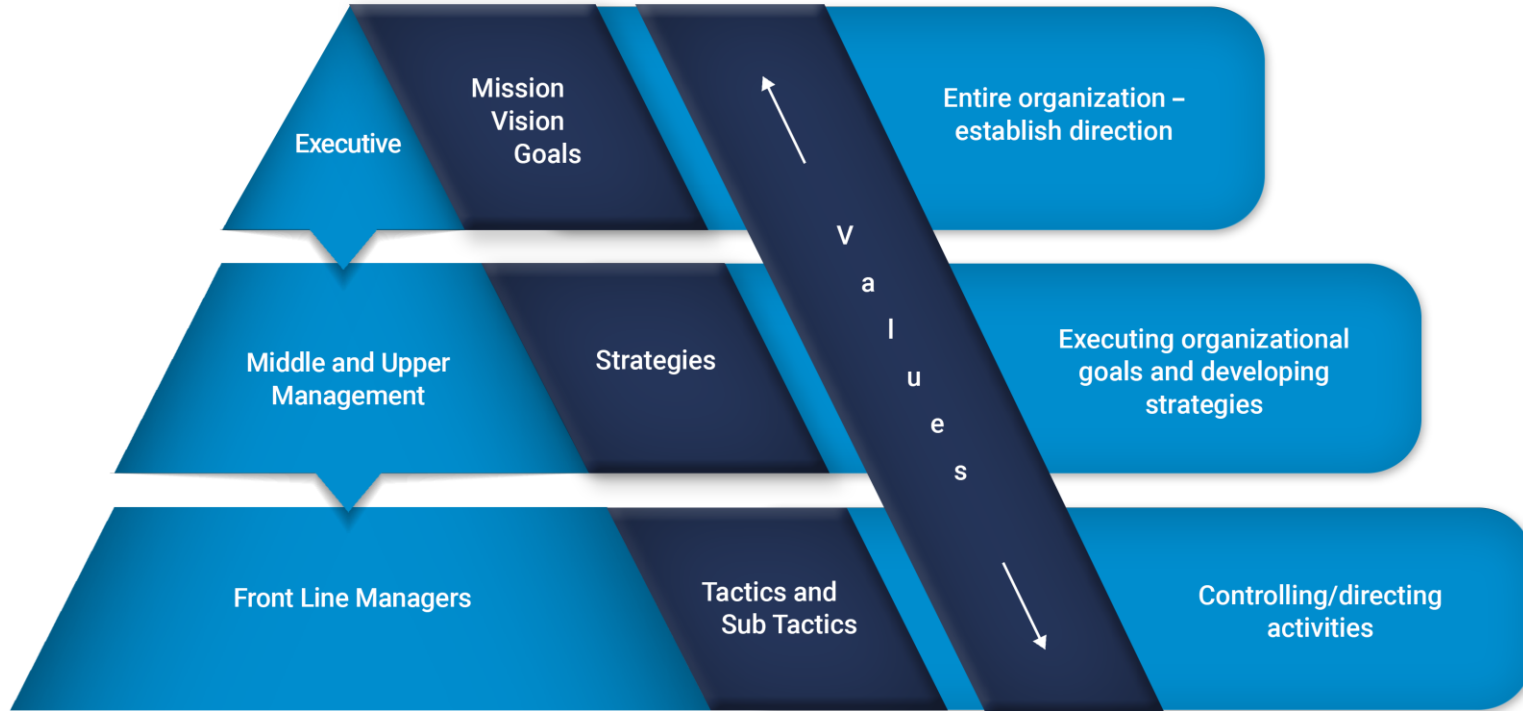 Executive
Mission
Vision
Goals
Entire organization –
establish direction
Middle and Upper
Management
Strategies
Executing organizational
goals and developing
strategies
Front Line Managers
Tactics and
Sub Tactics
Controlling/directing
activities
Values